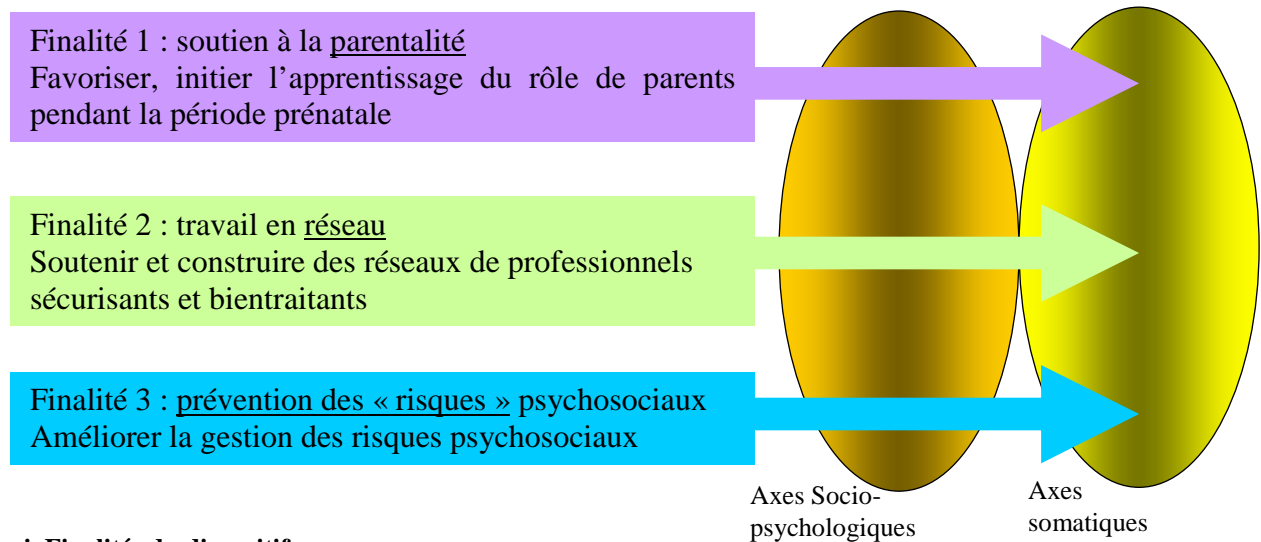 Finalité 1 : soutien à la parentalité
Favoriser, initier l’apprentissage du rôle de parents
pendant la période prénatale
Finalité 2 : travail en réseau
Soutenir et construire des réseaux de professionnels
sécurisants et bientraitants
Finalité 3 : prévention des « risques » psychosociaux
Améliorer la gestion des risques psychosociaux
Axes Socio-
psychologiques
Axes
somatiques